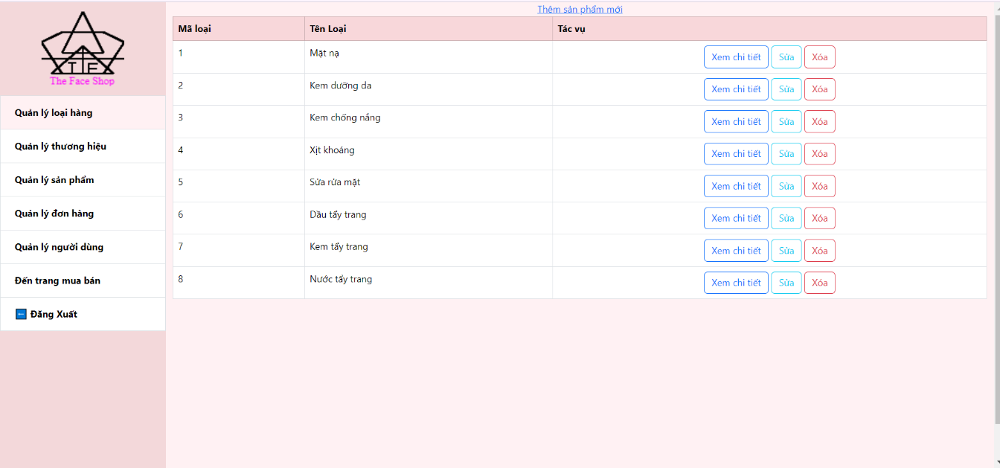 TF
The Face Shop
Quản lý loại hàng
Quản lý thương hiệu
Quản lý sản phẩm
Quản lý đơn hàng
Quản lý người dùng
Đến trang mua bán
← Đăng Xuất
Thêm sản phẩm mới
Mã loại Tên Loại Tác vụ
1 Mặt nạ Xem chi tiết Sửa Xóa
2 Kem dưỡng da Xem chi tiết Sửa Xóa
3 Kem chống nắng Xem chi tiết Sửa Xóa
4 Xịt khoáng Xem chi tiết Sửa Xóa
5 Sửa rửa mặt Xem chi tiết Sửa Xóa
6 Dầu tẩy trang Xem chi tiết Sửa Xóa
7 Kem tẩy trang Xem chi tiết Sửa Xóa
8 Nước tẩy trang Xem chi tiết Sửa Xóa